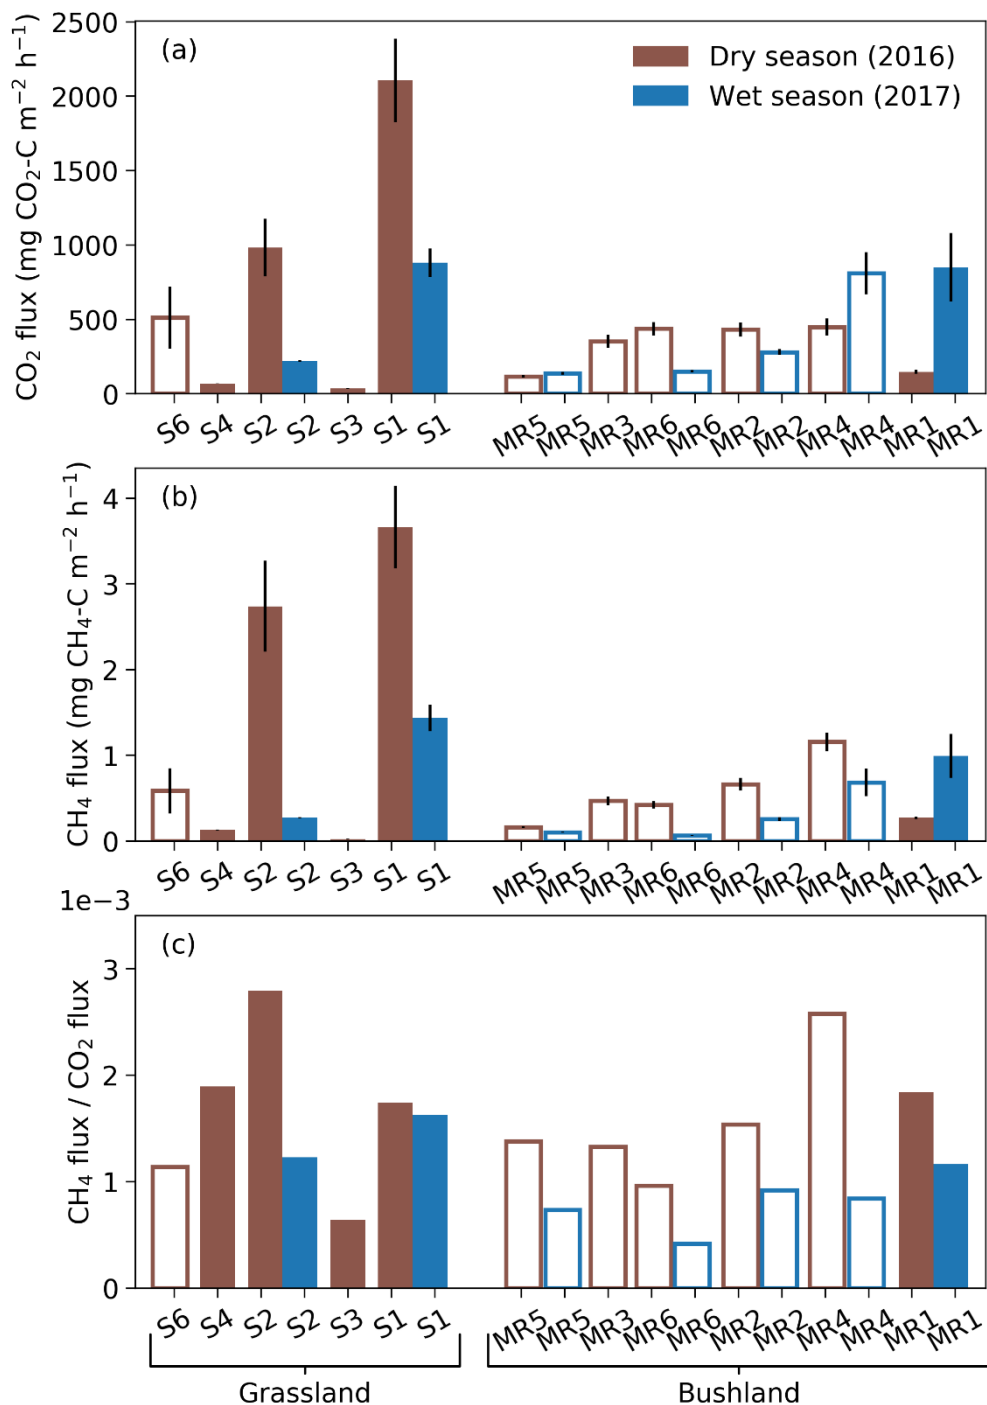 (a)
Dry season (2016)
Wet season (2017)
CO₂ flux (mg CO₂-C m⁻² h⁻¹)
2500
2000
1500
1000
500
0
S6 S4 S2 S2 S3 S1 S1 MR5 MR5 MR3 MR6 MR6 MR2 MR2 MR4 MR4 MR1 MR1
(b)
CH₄ flux (mg CH₄-C m⁻² h⁻¹)
4
3
2
1
0
S6 S4 S2 S2 S3 S1 S1 MR5 MR5 MR3 MR6 MR6 MR2 MR2 MR4 MR4 MR1 MR1
1e−3
(c)
CH₄ flux / CO₂ flux
3
2
1
0
S6 S4 S2 S2 S3 S1 S1 MR5 MR5 MR3 MR6 MR6 MR2 MR2 MR4 MR4 MR1 MR1
Grassland Bushland